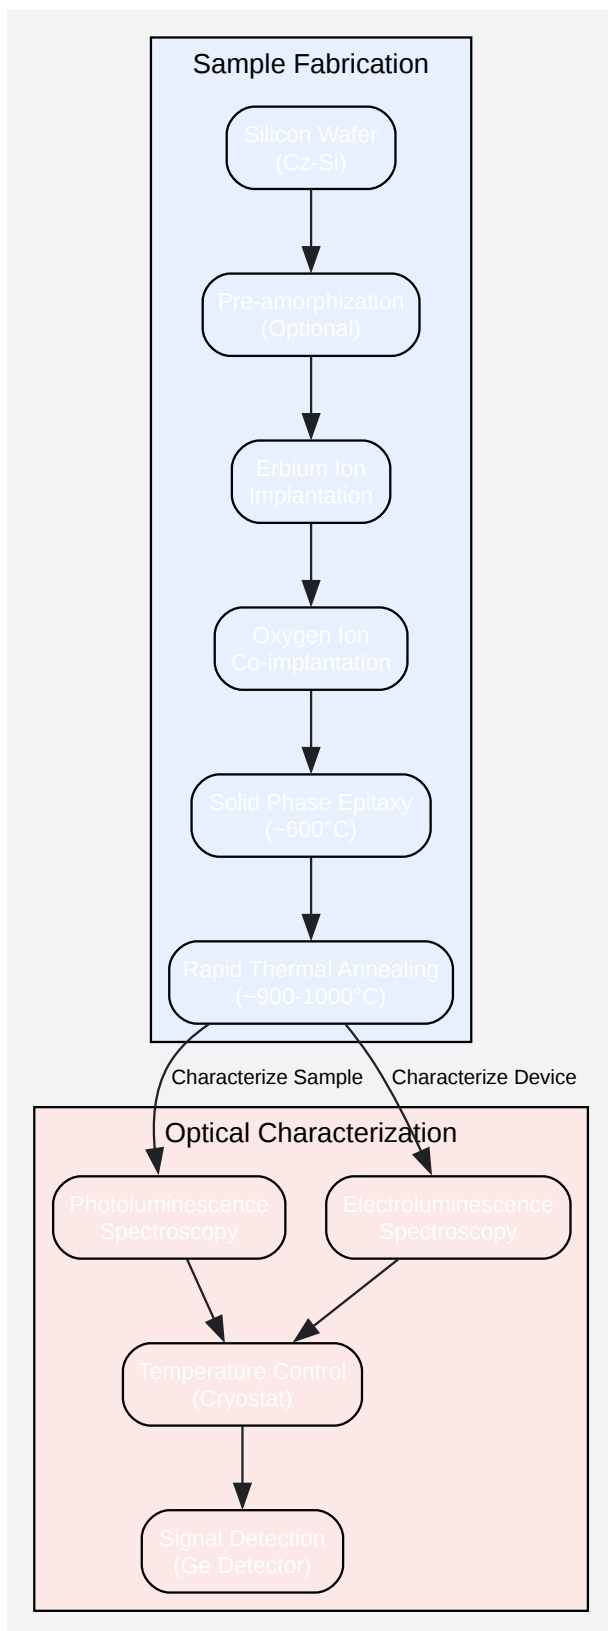 Sample Fabrication
Silicon Wafer
(Cz-Si)
Pre-amorphization
(Optional)
Erbium Ion
Implantation
Oxygen Ion
Co-implantation
Solid Phase Epitaxy
(~600°C)
Rapid Thermal Annealing
(~900-1000°C)
Characterize Sample
Characterize Device
Optical Characterization
Photoluminescence
Spectroscopy
Electroluminescence
Spectroscopy
Temperature Control
(Cryostat)
Signal Detection
(Ge Detector)